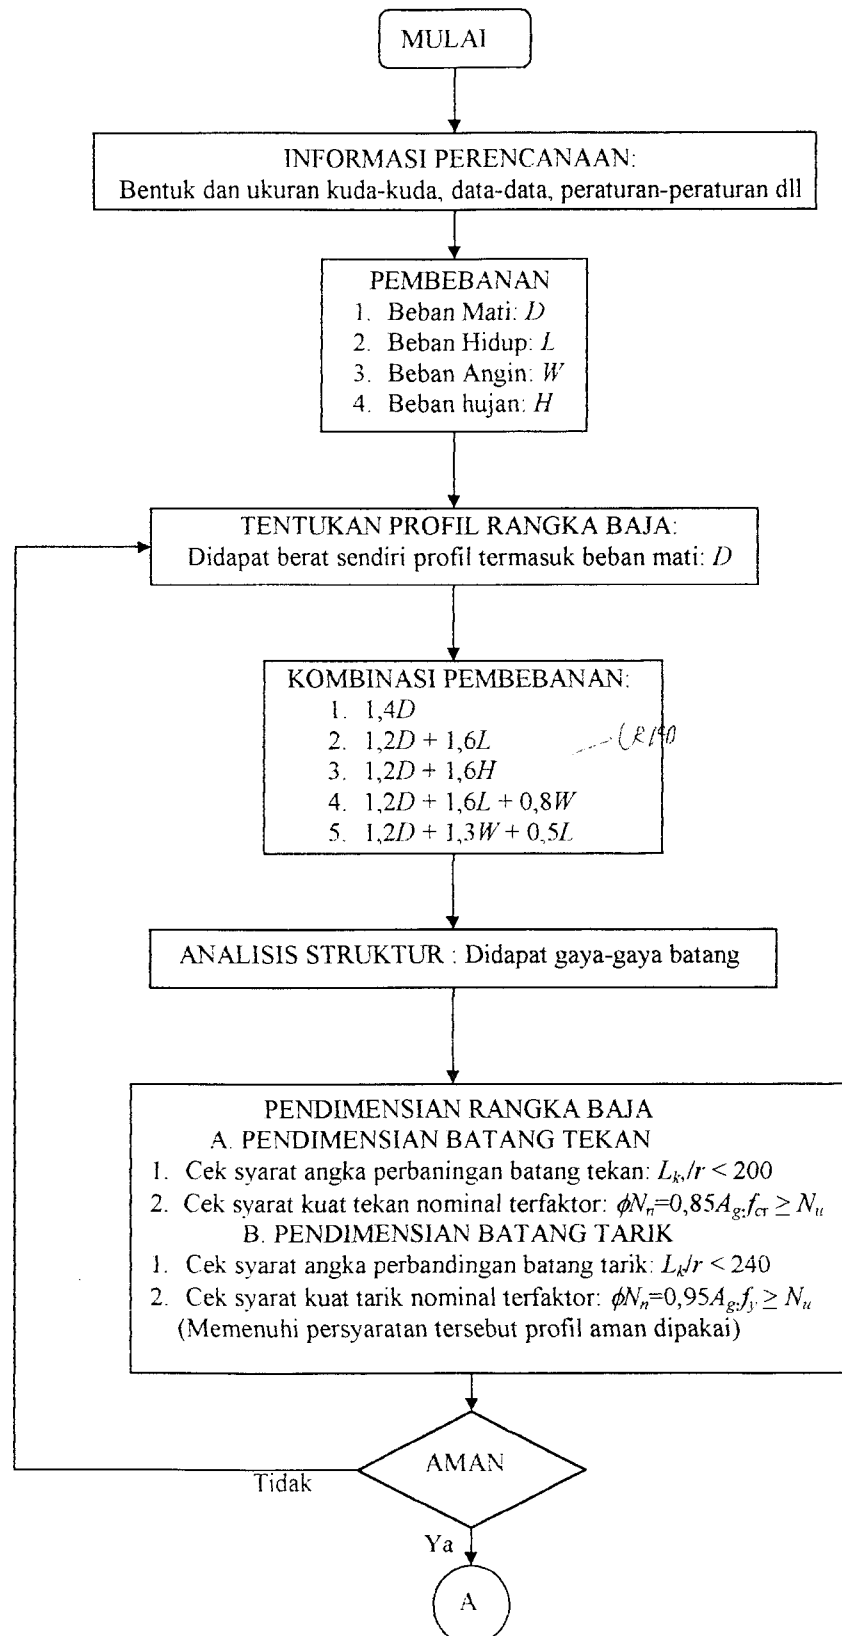 MULAI
INFORMASI PERENCANAAN:
Bentuk dan ukuran kuda-kuda, data-data, peraturan-peraturan dll
PEMBEBANAN
1. Beban Mati: D
2. Beban Hidup: L
3. Beban Angin: W
4. Beban hujan: H
TENTUKAN PROFIL RANGKA BAJA:
Didapat berat sendiri profil termasuk beban mati: D
KOMBINASI PEMBEBANAN:
1. 1,4D
2. 1,2D + 1,6L
3. 1,2D + 1,6H
4. 1,2D + 1,6L + 0,8W
5. 1,2D + 1,3W + 0,5L
ANALISIS STRUKTUR : Didapat gaya-gaya batang
PENDIMENSIAN RANGKA BAJA
A. PENDIMENSIAN BATANG TEKAN
1. Cek syarat angka perbaningan batang tekan: Lk,/r < 200
2. Cek syarat kuat tekan nominal terfaktor: ϕNn=0,85Ag.fcr ≥ Nu
B. PENDIMENSIAN BATANG TARIK
1. Cek syarat angka perbandingan batang tarik: Lk/r < 240
2. Cek syarat kuat tarik nominal terfaktor: ϕNn=0,95Ag.fy ≥ Nu
(Memenuhi persyaratan tersebut profil aman dipakai)
AMAN
Tidak
Ya
A